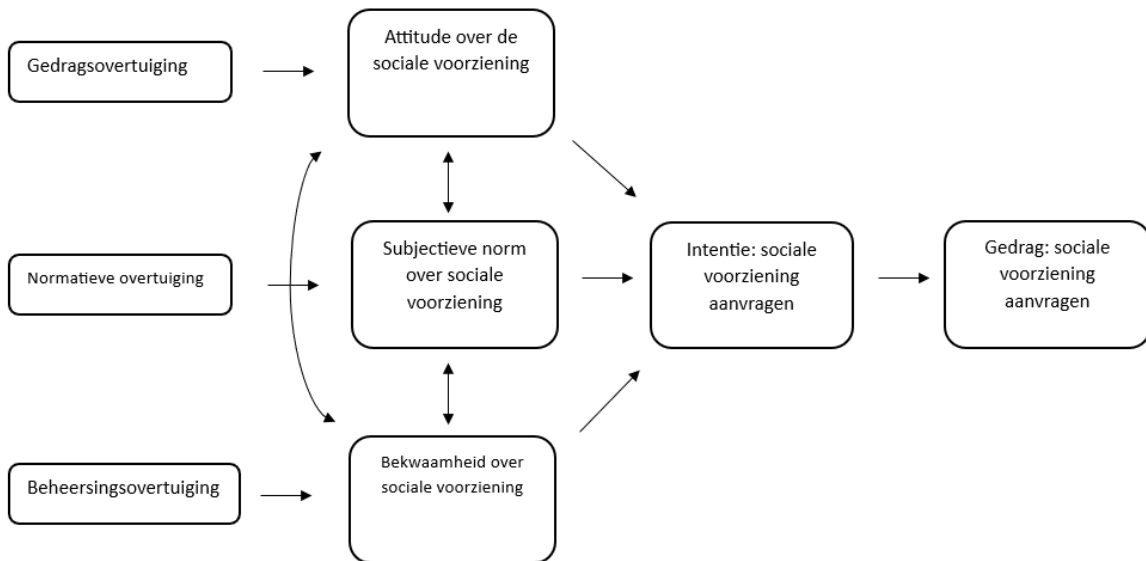 Gedragsovertuiging
Attitude over de
sociale voorziening
Normatieve overtuiging
Subjectieve norm
over sociale
voorziening
Intentie: sociale
voorziening
aanvragen
Gedrag: sociale
voorziening
aanvragen
Beheersingsovertuiging
Bekwaamheid over
sociale voorziening